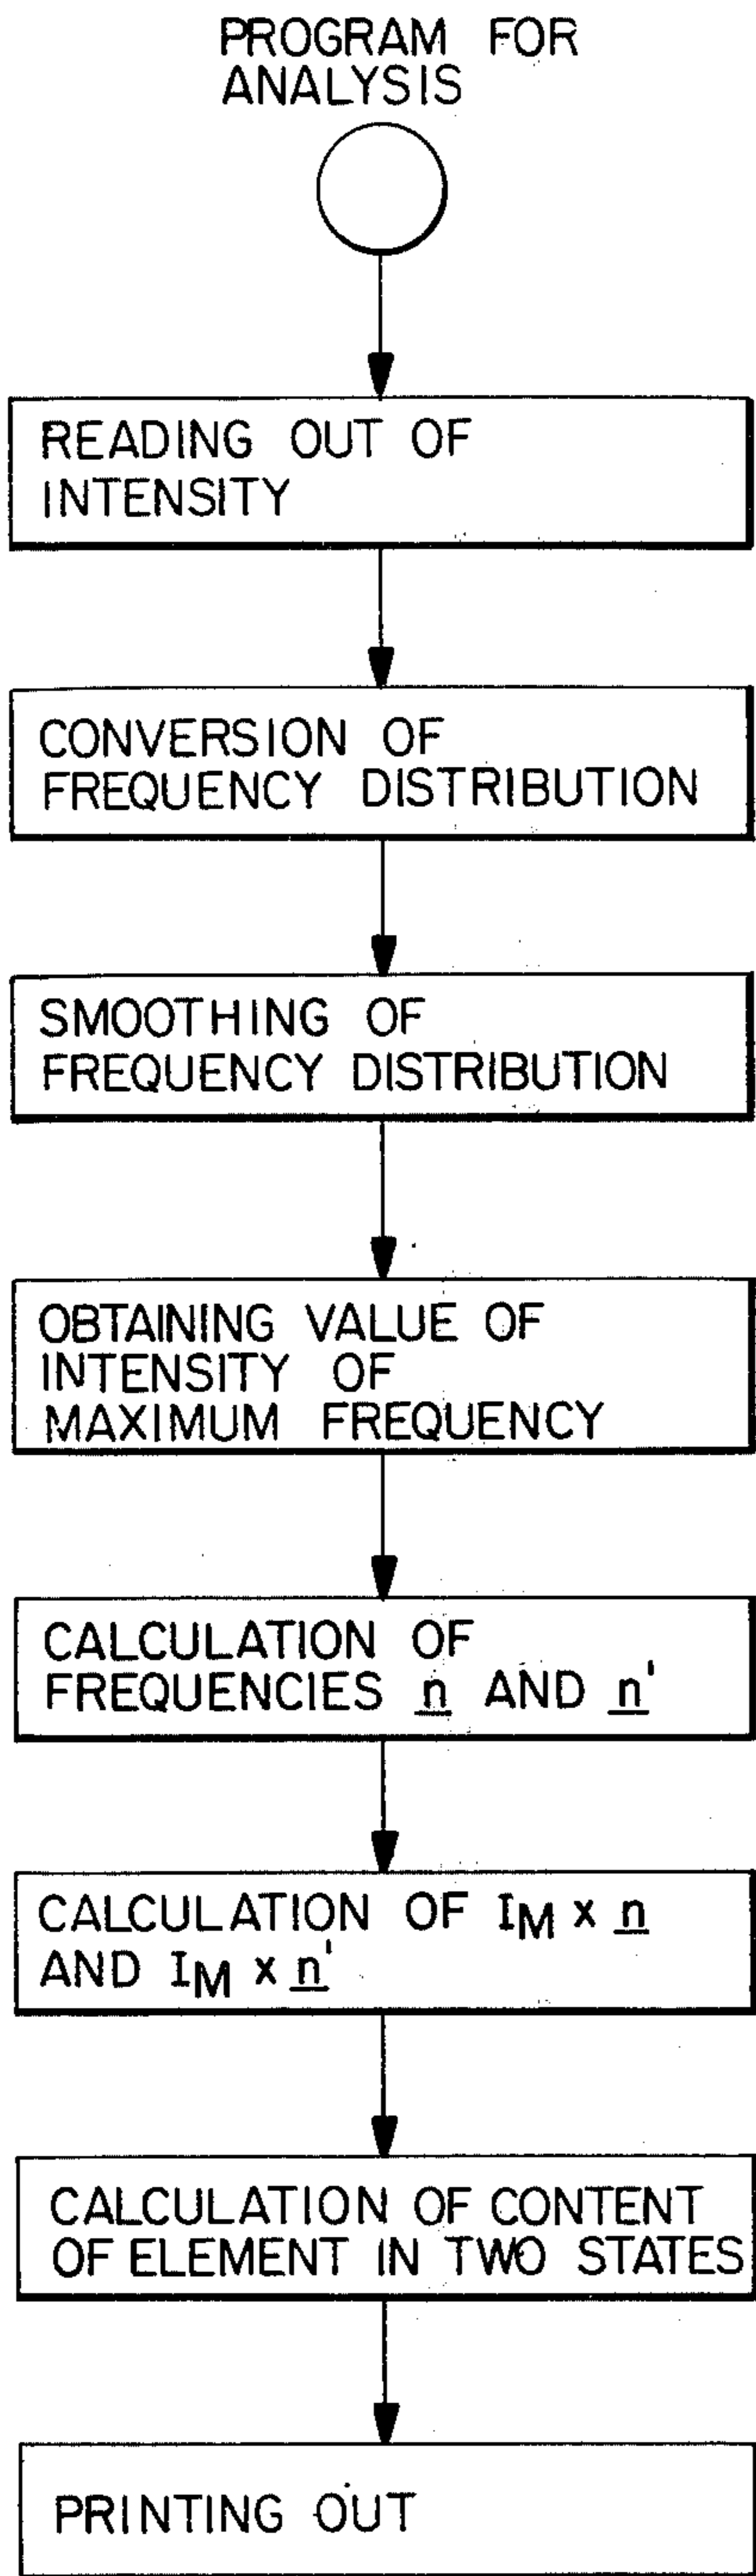 PROGRAM FOR
ANALYSIS
READING OUT OF
INTENSITY
CONVERSION OF
FREQUENCY DISTRIBUTION
SMOOTHING OF
FREQUENCY DISTRIBUTION
OBTAINING VALUE OF
INTENSITY OF
MAXIMUM FREQUENCY
CALCULATION OF
FREQUENCIES n AND n'
CALCULATION OF IM x n
AND IM x n'
CALCULATION OF CONTENT
OF ELEMENT IN TWO STATES
PRINTING OUT